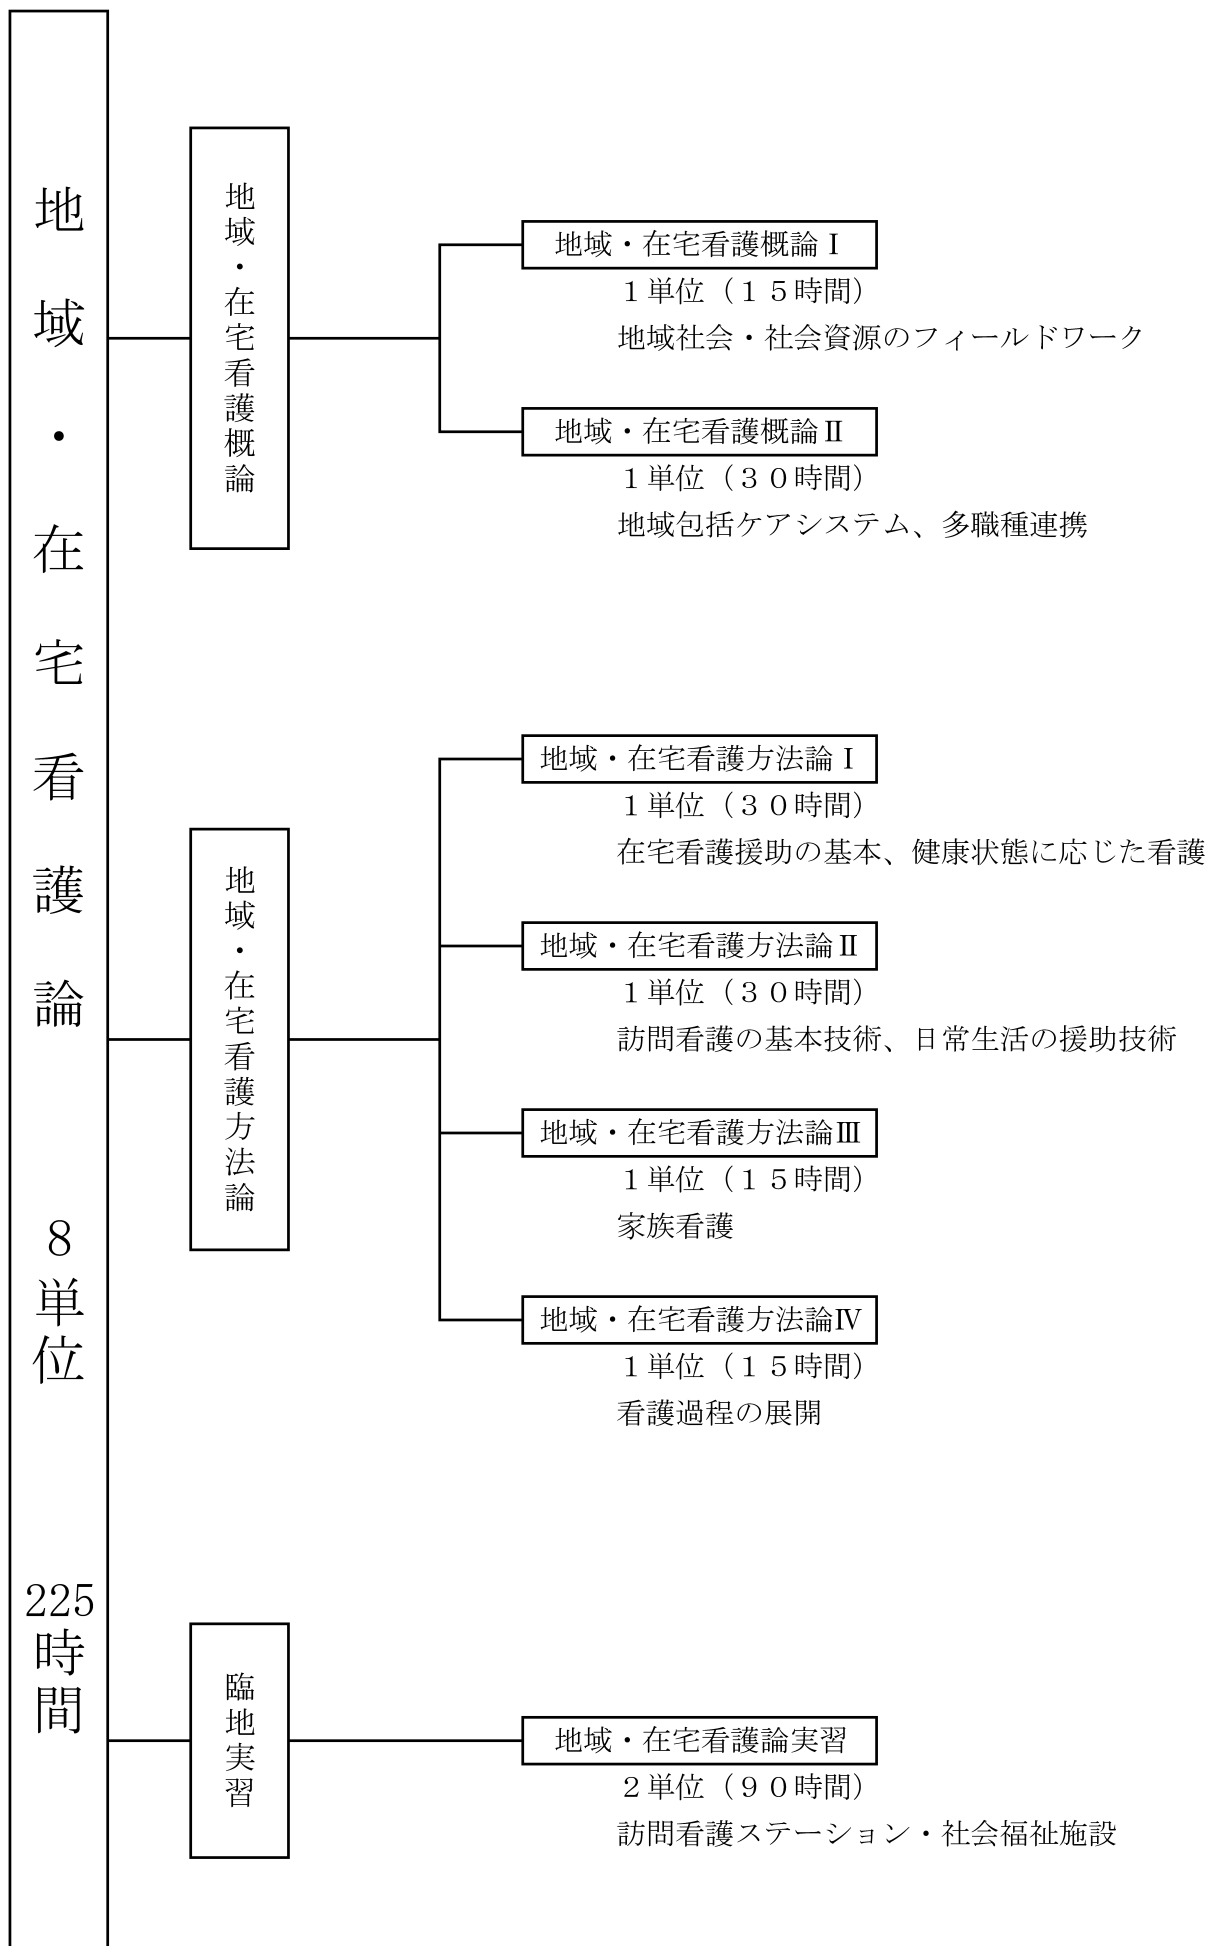 地域・在宅看護論　8単位　225時間
地域・在宅看護概論
地域・在宅看護概論Ⅰ
１単位（１５時間）
地域社会・社会資源のフィールドワーク
地域・在宅看護概論Ⅱ
１単位（３０時間）
地域包括ケアシステム、多職種連携
地域・在宅看護方法論
地域・在宅看護方法論Ⅰ
１単位（３０時間）
在宅看護援助の基本、健康状態に応じた看護
地域・在宅看護方法論Ⅱ
１単位（３０時間）
訪問看護の基本技術、日常生活の援助技術
地域・在宅看護方法論Ⅲ
１単位（１５時間）
家族看護
地域・在宅看護方法論Ⅳ
１単位（１５時間）
看護過程の展開
臨地実習
地域・在宅看護論実習
２単位（９０時間）
訪問看護ステーション・社会福祉施設